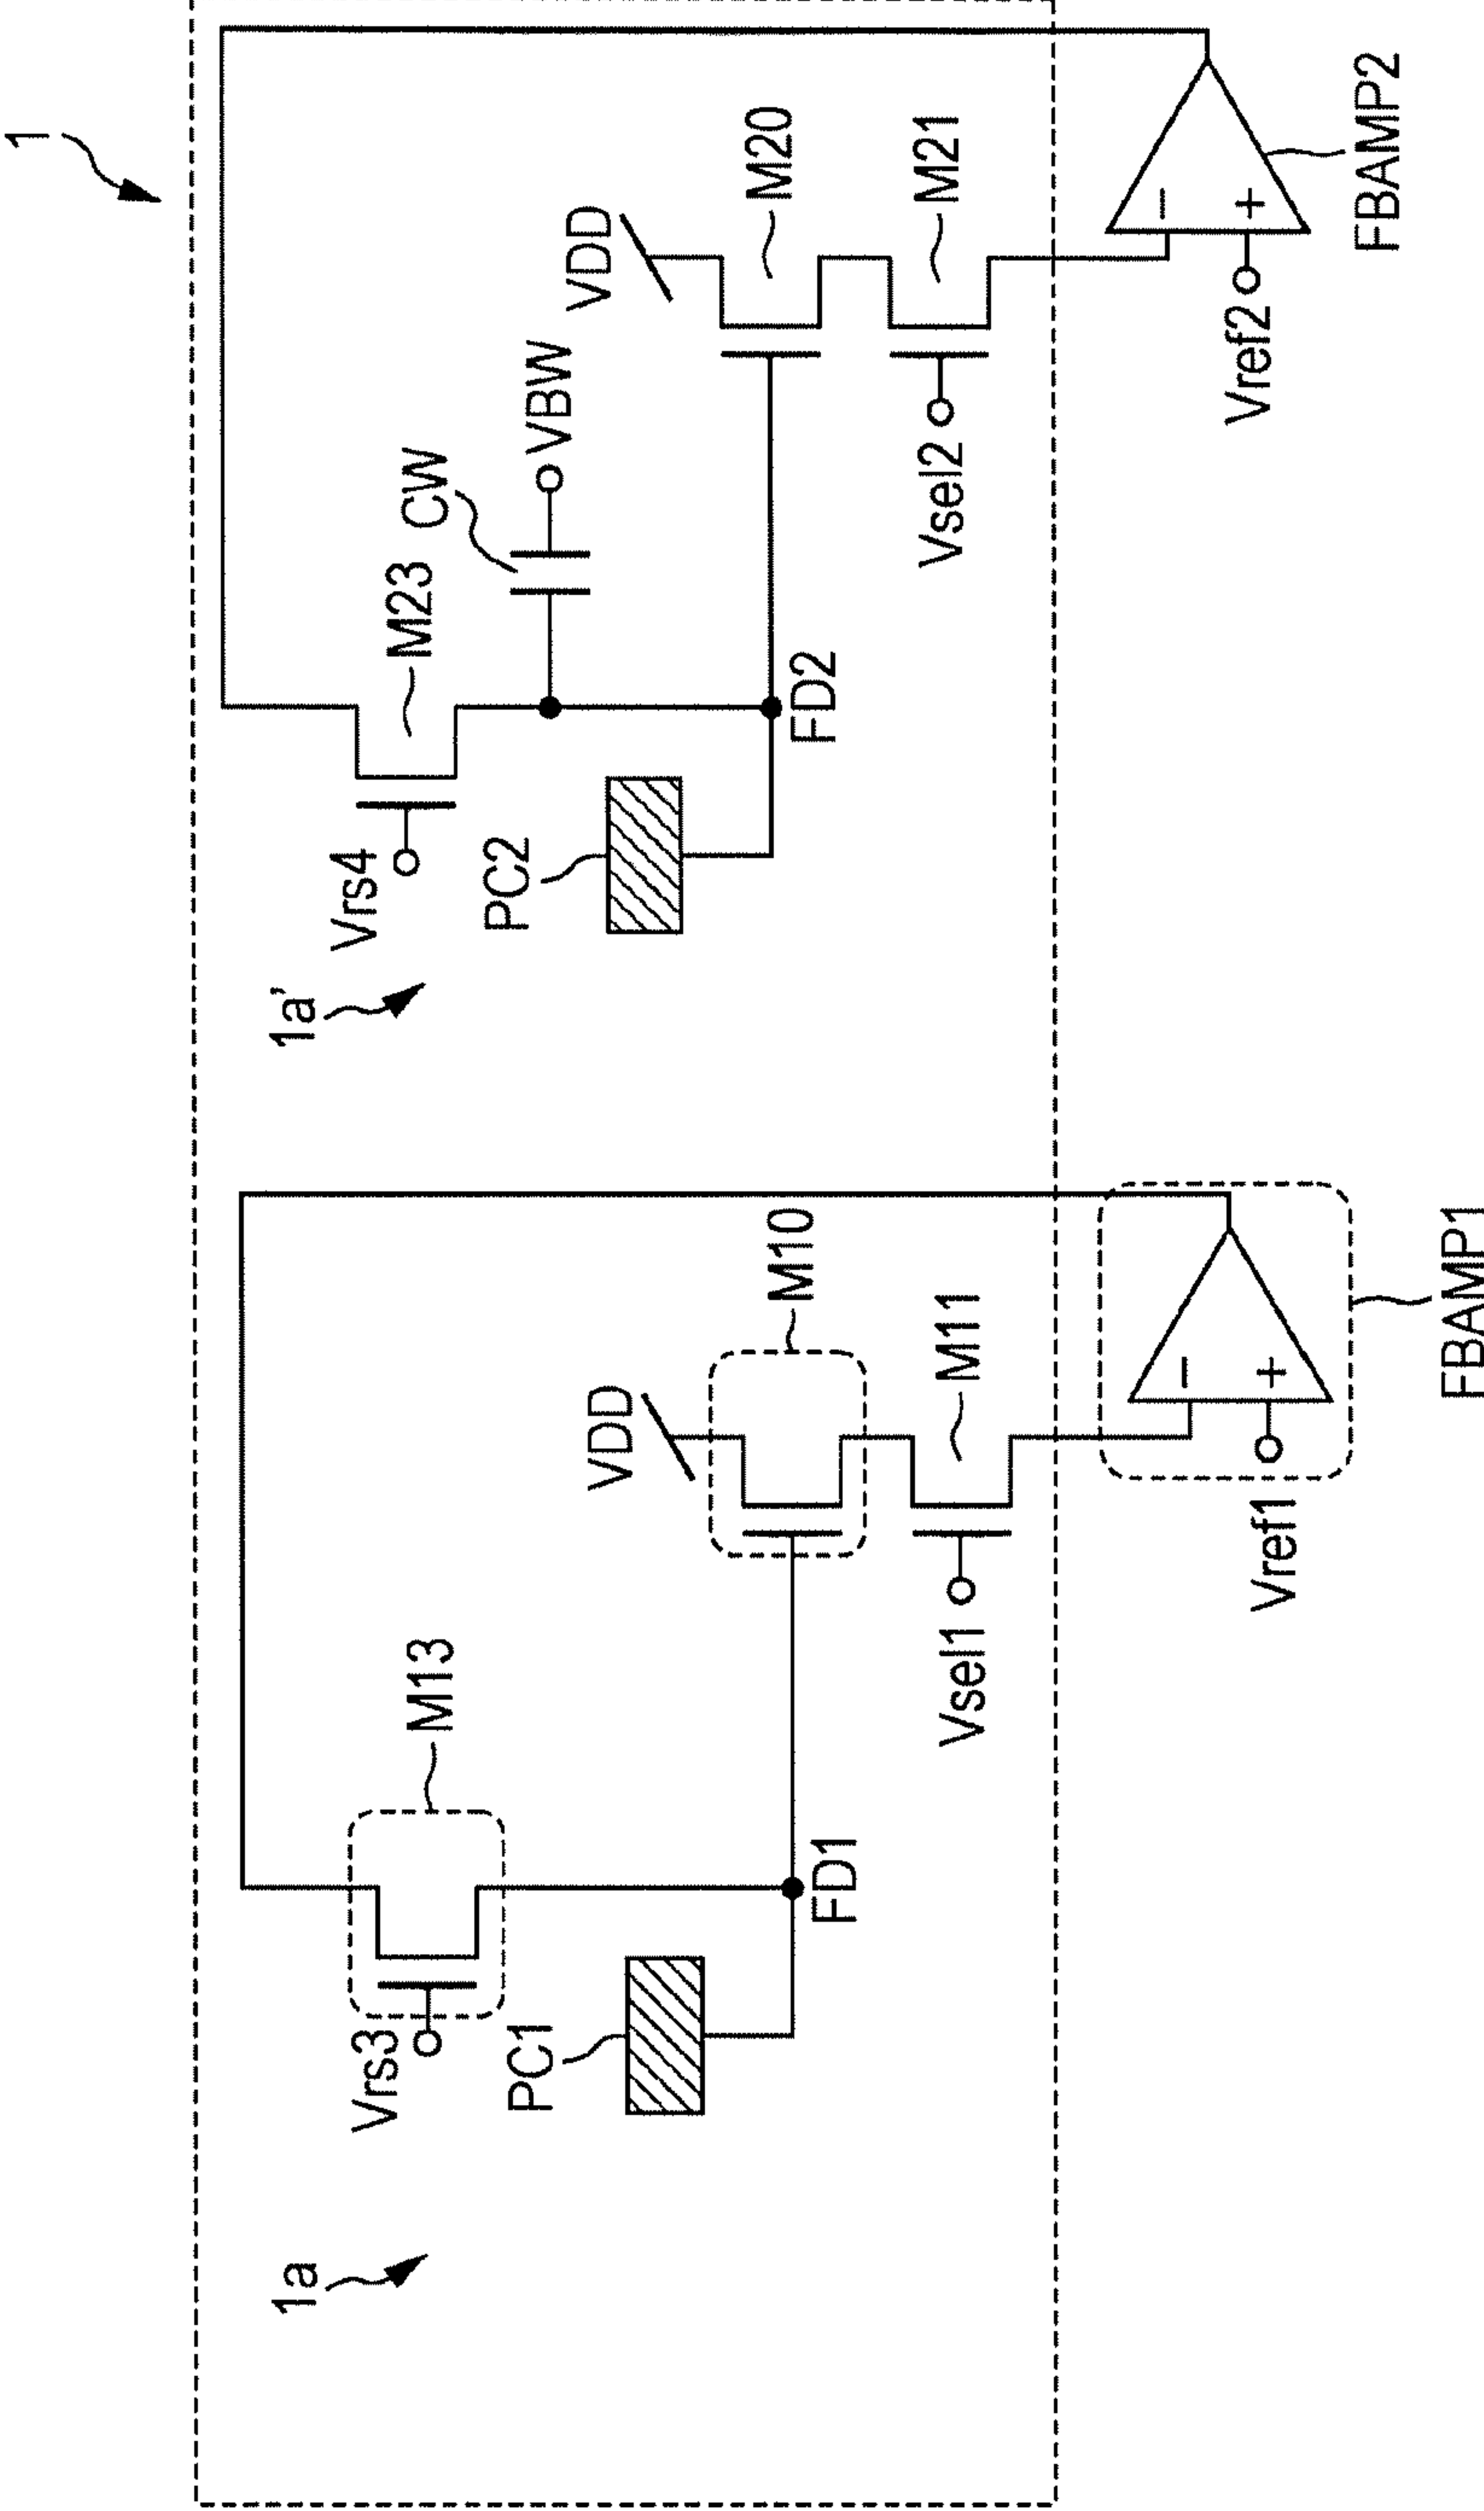 1
1a
Vrs3
M13
PC1
FD1
VDD
M10
M11
Vsel1
Vref1
−
+
FBAMP1
1a'
Vrs4
M23
CW
VBW
PC2
FD2
VDD
M20
M21
Vsel2
Vref2
−
+
FBAMP2